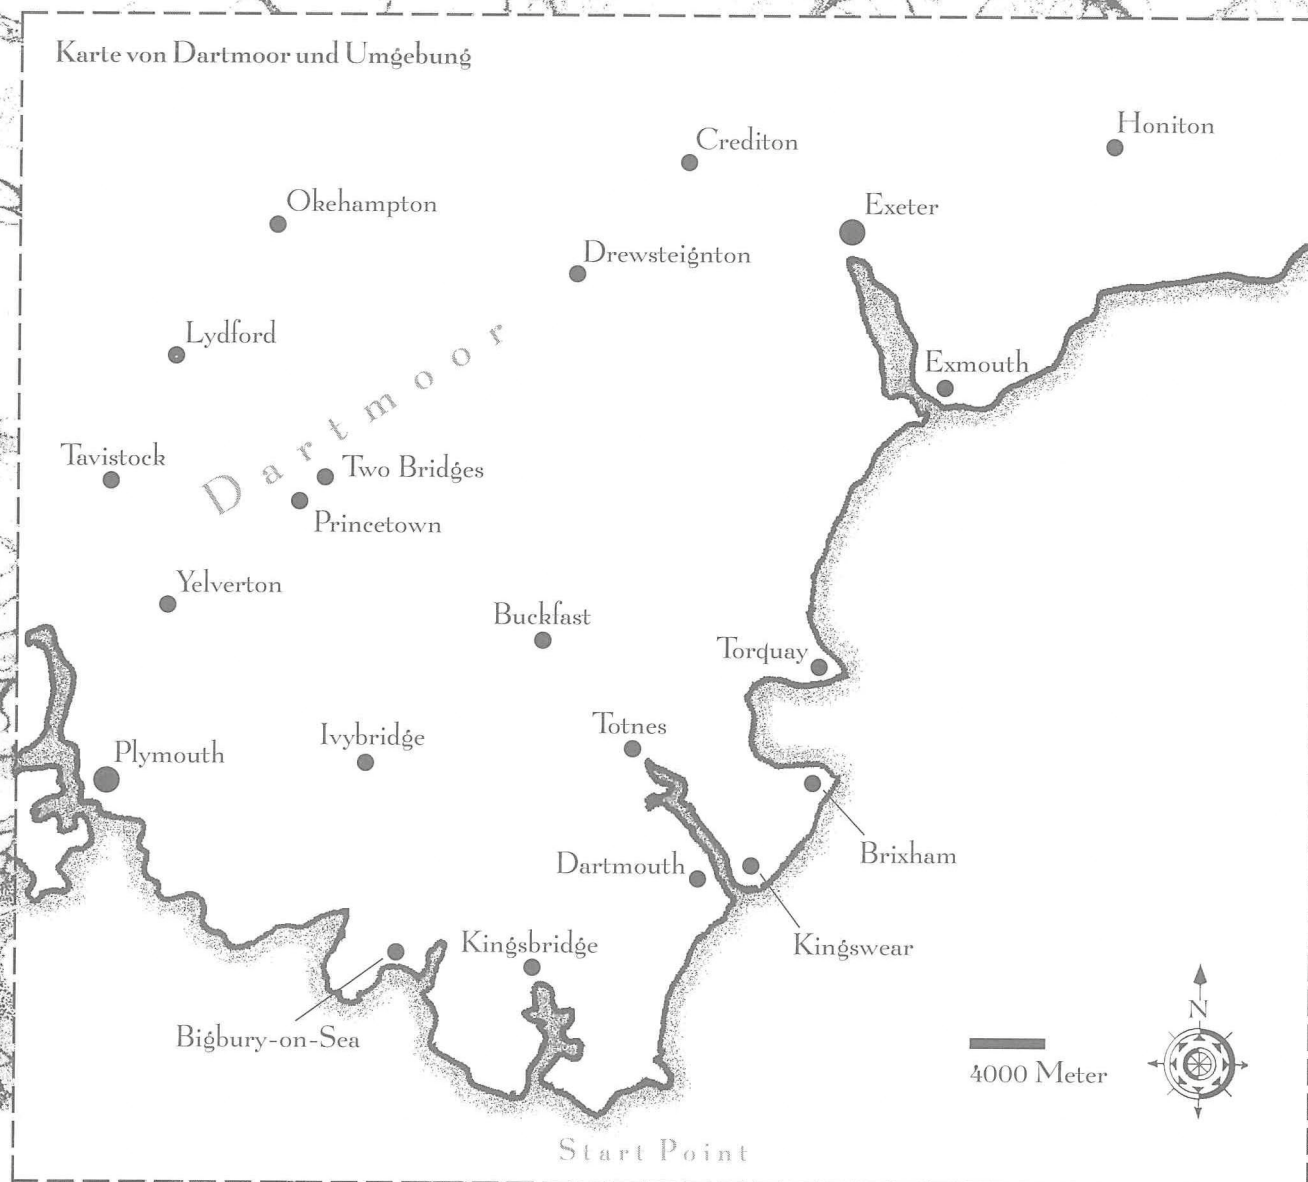 Karte von Dartmoor und Umgebung
Honiton
Crediton
Okehampton
Exeter
Drewsteignton
Lydford
Dartmoor
Exmouth
Tavistock
Two Bridges
Princetown
Yelverton
Buckfast
Torquay
Totnes
Ivybridge
Plymouth
Brixham
Dartmouth
Kingswear
Kingsbridge
Bigbury-on-Sea
N
4000 Meter
Start Point